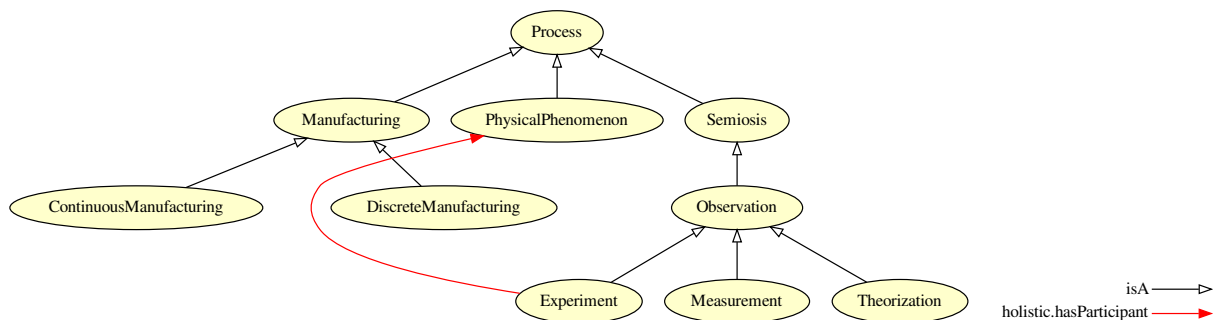 Process
Manufacturing
PhysicalPhenomenon
Semiosis
ContinuousManufacturing
DiscreteManufacturing
Observation
Experiment
Measurement
Theorization
isA
holistic.hasParticipant